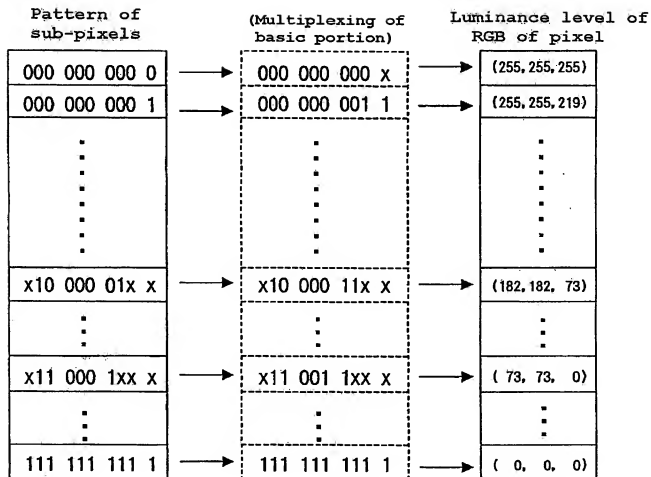 Pattern of
sub-pixels
(Multiplexing of
basic portion)
Luminance level of
RGB of pixel
000 000 000 0
000 000 000 x
(255,255,255)
000 000 000 1
000 000 001 1
(255,255,219)
x10 000 01x x
x10 000 11x x
(182,182, 73)
x11 000 1xx x
x11 001 1xx x
( 73, 73, 0)
111 111 111 1
111 111 111 1
( 0, 0, 0)